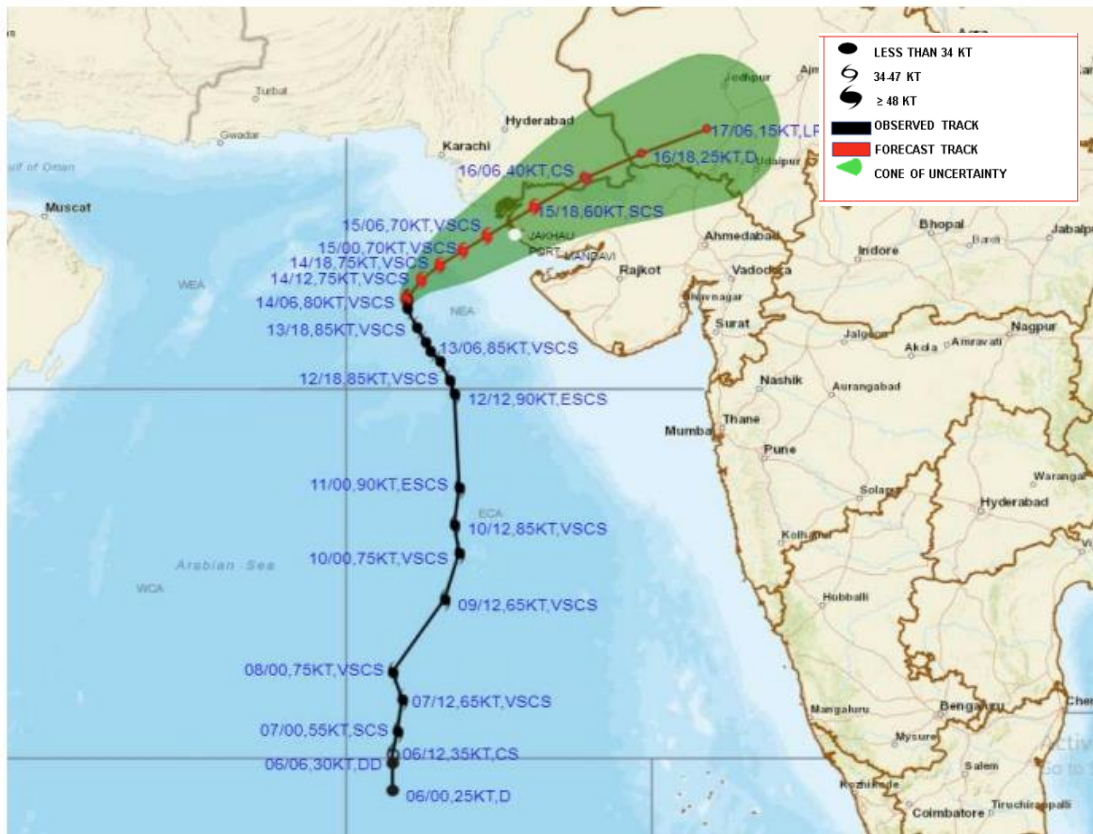 LESS THAN 34 KT
34-47 KT
≥ 48 KT
OBSERVED TRACK
FORECAST TRACK
CONE OF UNCERTAINTY
Turbat
Gwadar
Hyderabad
Karachi
Jodhpur
Udaipur
Muscat
17/06,15KT,
16/18,25KT,D
16/06,40KT,CS
15/18,60KT,SCS
15/06,70KT,VSCS
JAKHAU
PORT
MANDAVI
15/00,70KT,VSCS
14/18,75KT,VSCS
14/12,75KT,VSCS
14/06,80KT,VSCS
Ahmedabad
Rajkot
Vadodara
Bhavnagar
Surat
Bhopal
Indore
WEA
NEA
13/18,85KT,VSCS
13/06,85KT,VSCS
12/18,85KT,VSCS
12/12,90KT,ESCS
Jalgaon
Akola
Amravati
Nagpur
Nashik
Aurangabad
Thane
Mumbai
Pune
11/00,90KT,ESCS
ECA
10/12,85KT,VSCS
10/00,75KT,VSCS
Arabian Sea
WCA
09/12,65KT,VSCS
Warangal
Hyderabad
Hubballi
08/00,75KT,VSCS
07/12,65KT,VSCS
07/00,55KT,SCS
06/12,35KT,CS
06/06,30KT,DD
06/00,25KT,D
Mangaluru
Bengaluru
Mysure
Salem
Kozhikode
Coimbatore
Tiruchirappalli